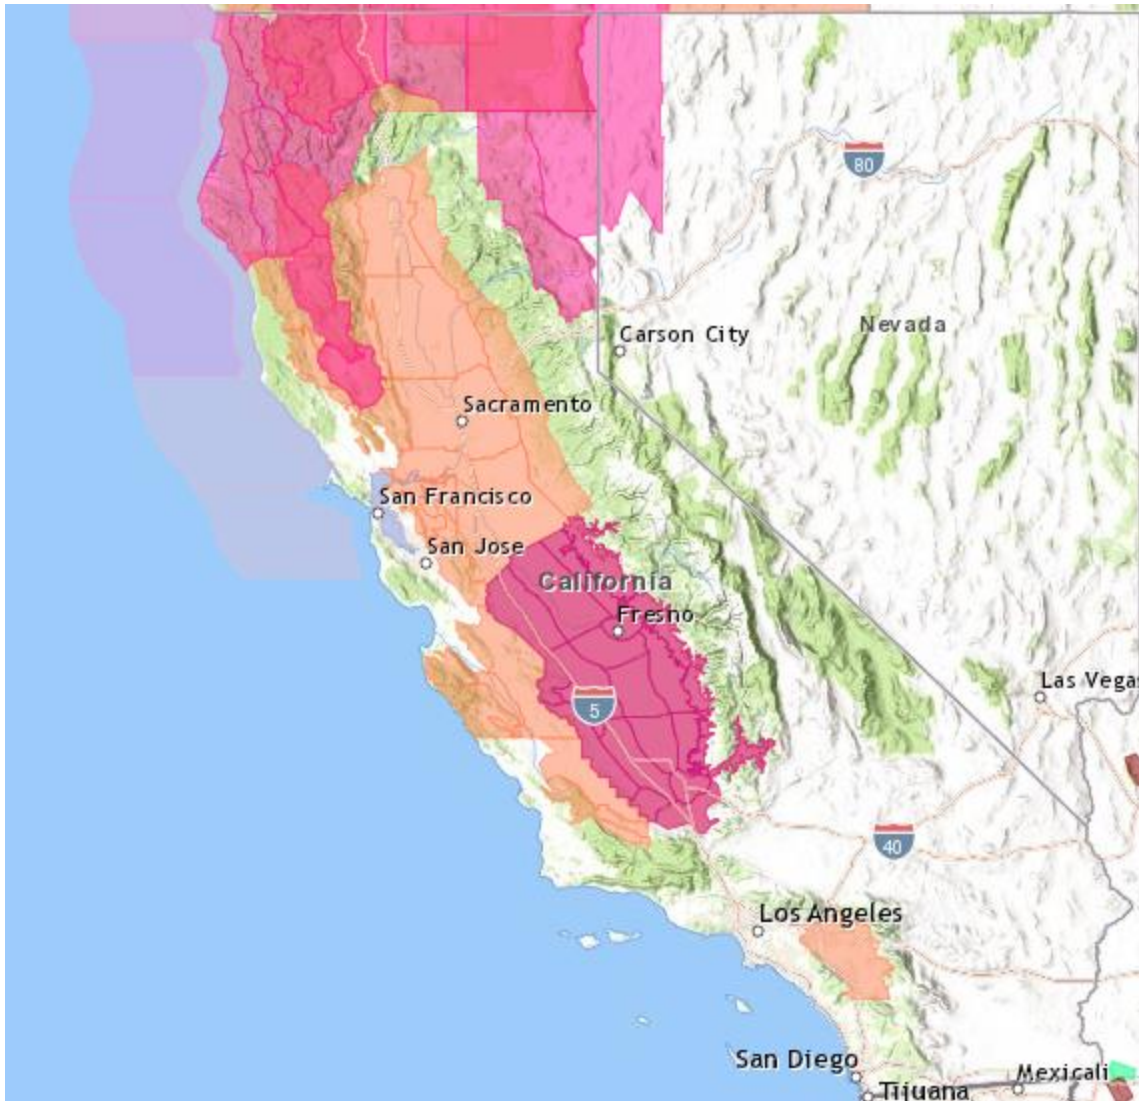 80
Carson City
Nevada
Sacramento
San Francisco
San Jose
California
Fresno
Las Vegas
5
40
Los Angeles
San Diego
Mexicali
Tijuana